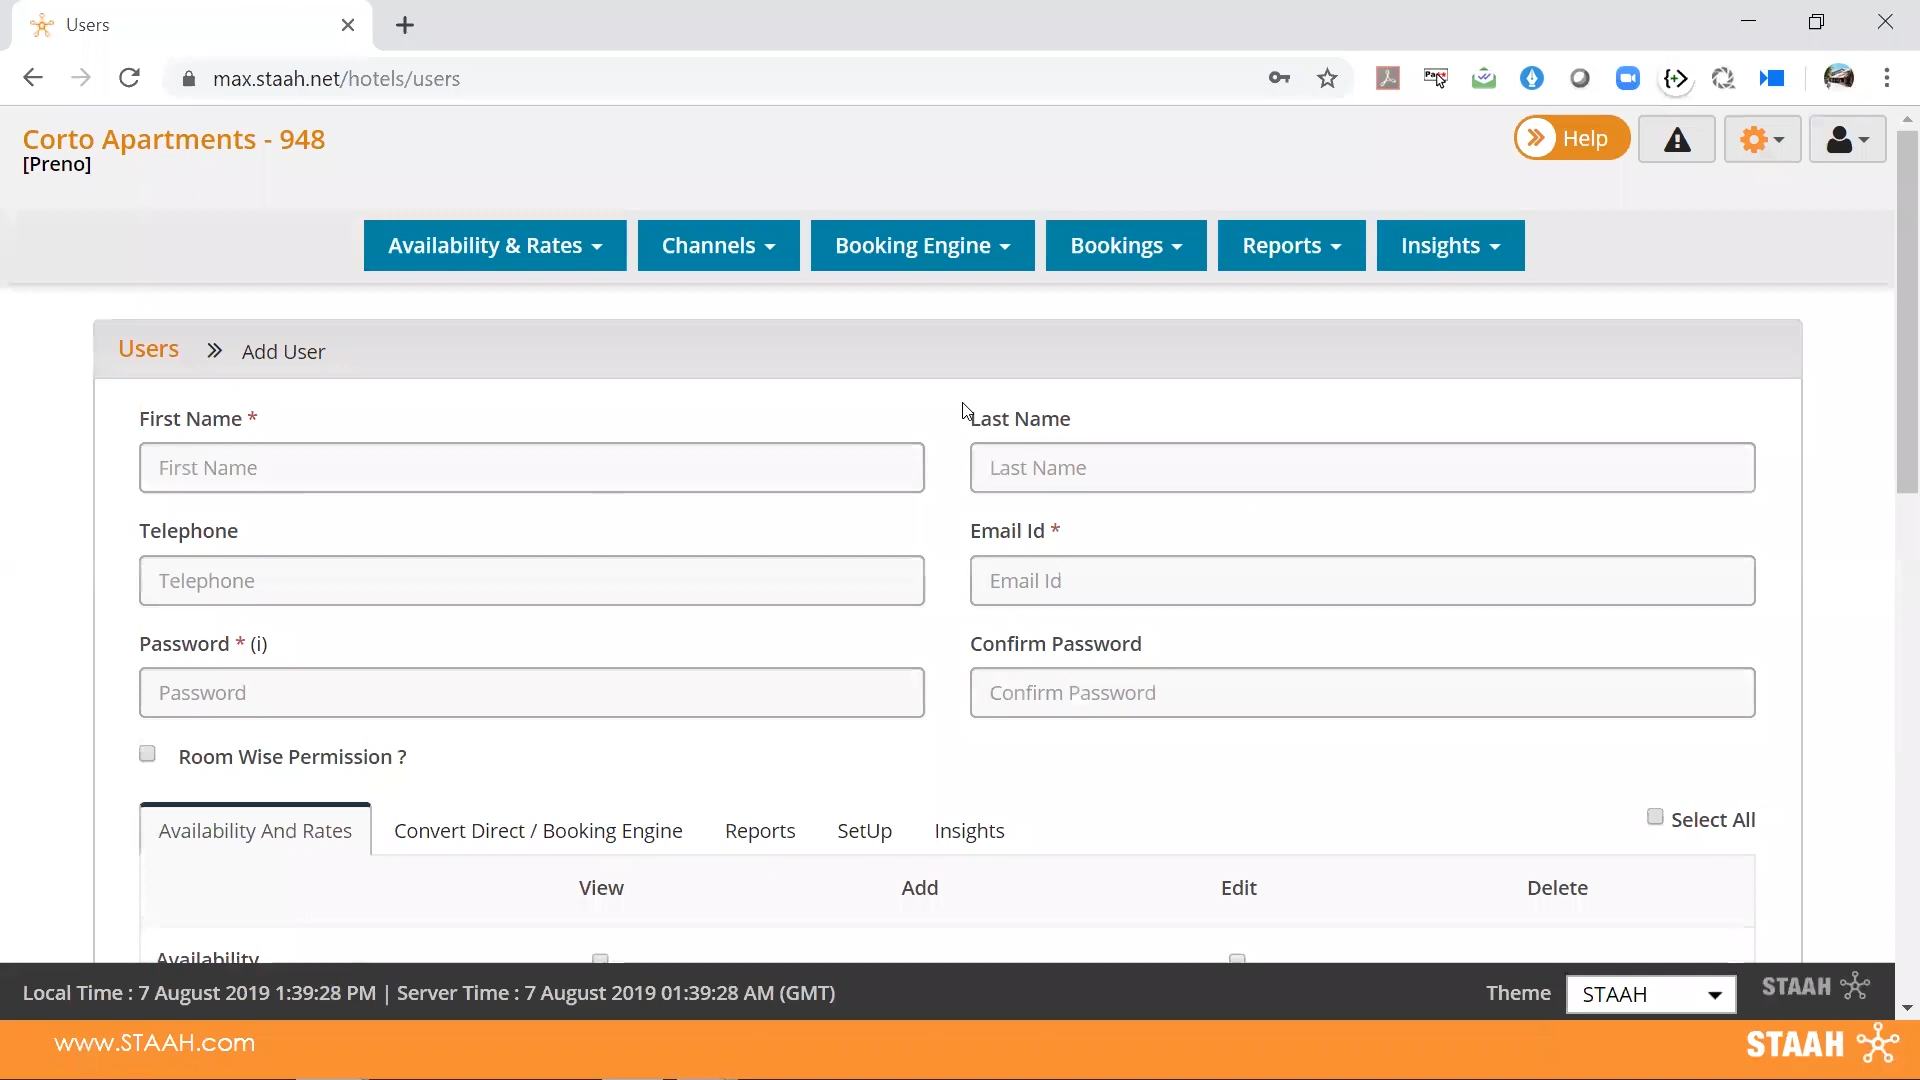 Users
max.staah.net/hotels/users
Corto Apartments - 948
[Preno]
Help
Availability & Rates
Channels
Booking Engine
Bookings
Reports
Insights
Users
Add User
First Name *
Last Name
First Name
Last Name
Telephone
Email Id *
Telephone
Email Id
Password * (i)
Confirm Password
Password
Confirm Password
Room Wise Permission ?
Availability And Rates
Convert Direct / Booking Engine
Reports
SetUp
Insights
Select All
View
Add
Edit
Delete
Availability
Local Time : 7 August 2019 1:39:28 PM | Server Time : 7 August 2019 01:39:28 AM (GMT)
Theme
STAAH
STAAH
www.STAAH.com
STAAH